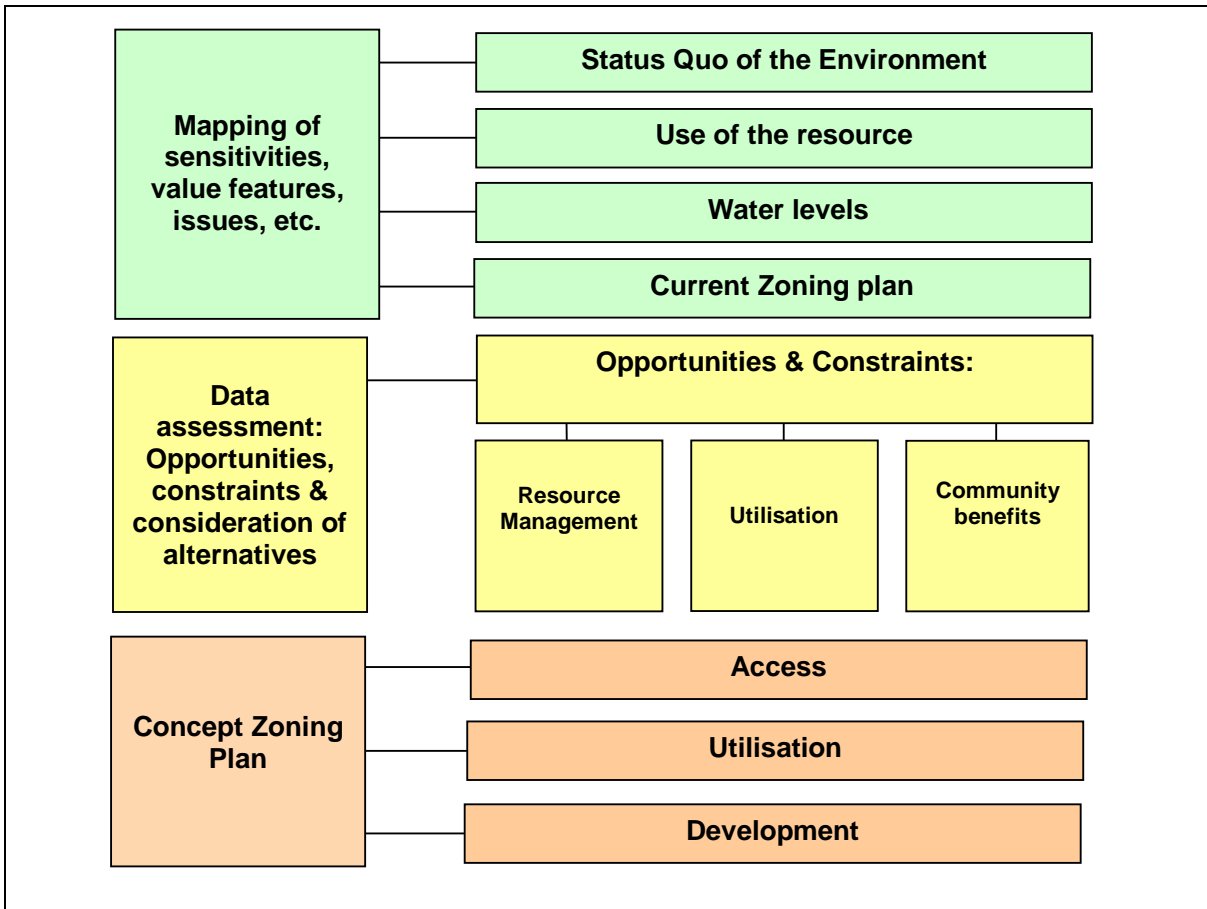 Mapping of
sensitivities,
value features,
issues, etc.
Status Quo of the Environment
Use of the resource
Water levels
Current Zoning plan
Data
assessment:
Opportunities,
constraints &
consideration of
alternatives
Opportunities & Constraints:
Resource
Management
Utilisation
Community
benefits
Concept Zoning
Plan
Access
Utilisation
Development